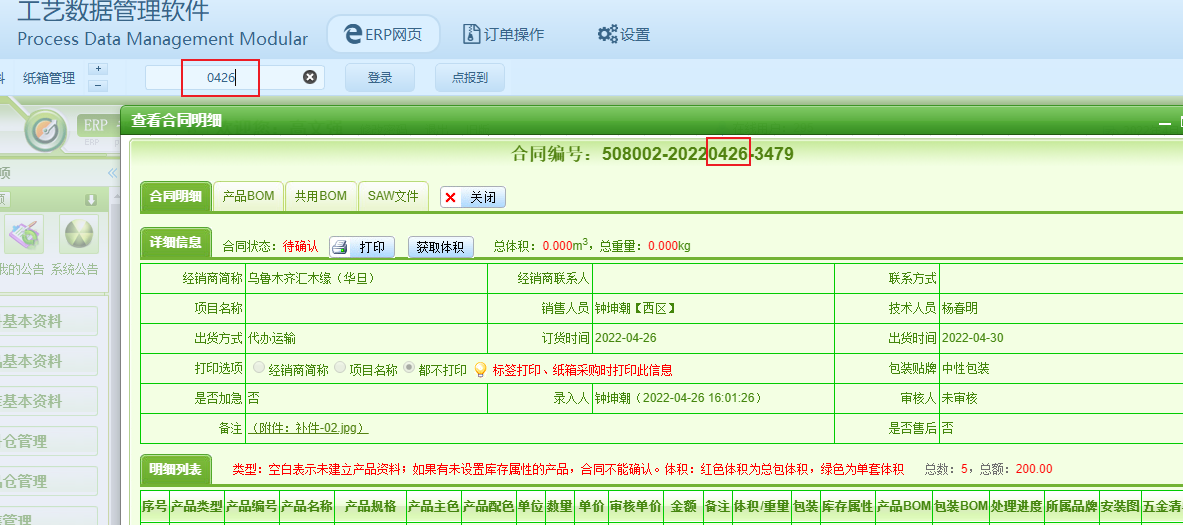 工艺数据管理软件
Process Data Management Modular
ERP网页 订单操作 设置
纸箱管理 + - 0426 登录 点报到
ERP
ERP
查看合同明细
合同编号：508002-20220426-3479
合同明细 产品BOM 共用BOM SAW文件 关闭
项
我的公告 系统公告
详细信息 合同状态：待确认 打印 获取体积 总体积：0.000m³，总重量：0.000kg
经销商简称 乌鲁木齐汇木缘（华旦） 经销商联系人 联系方式
项目名称 销售人员 钟坤潮【西区】 技术人员 杨春明
出货方式 代办运输 订货时间 2022-04-26 出货时间 2022-04-30
打印选项 经销商简称 项目名称 都不打印 标签打印、纸箱采购时打印此信息 包装贴牌 中性包装
是否加急 否 录入人 钟坤潮（2022-04-26 16:01:26） 审核人 未审核
备注 （附件：补件-02.jpg） 是否售后 否
基本资料
基本资料
基本资料
仓管理
仓管理
管理
明细列表 类型：空白表示未建立产品资料；如果有未设置库存属性的产品，合同不能确认。体积：红色体积为总包体积，绿色为单套体积 总数：5，总额：200.00
序号 产品类型 产品编号 产品名称 产品规格 产品主色 产品配色 单位 数量 单价 审核单价 金额 备注 体积/重量 包装 库存属性 产品BOM 包装BOM 处理进度 所属品牌 安装图 五金清